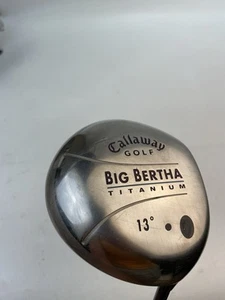 Callaway
GOLF
BIG BERTHA
TITANIUM
13°